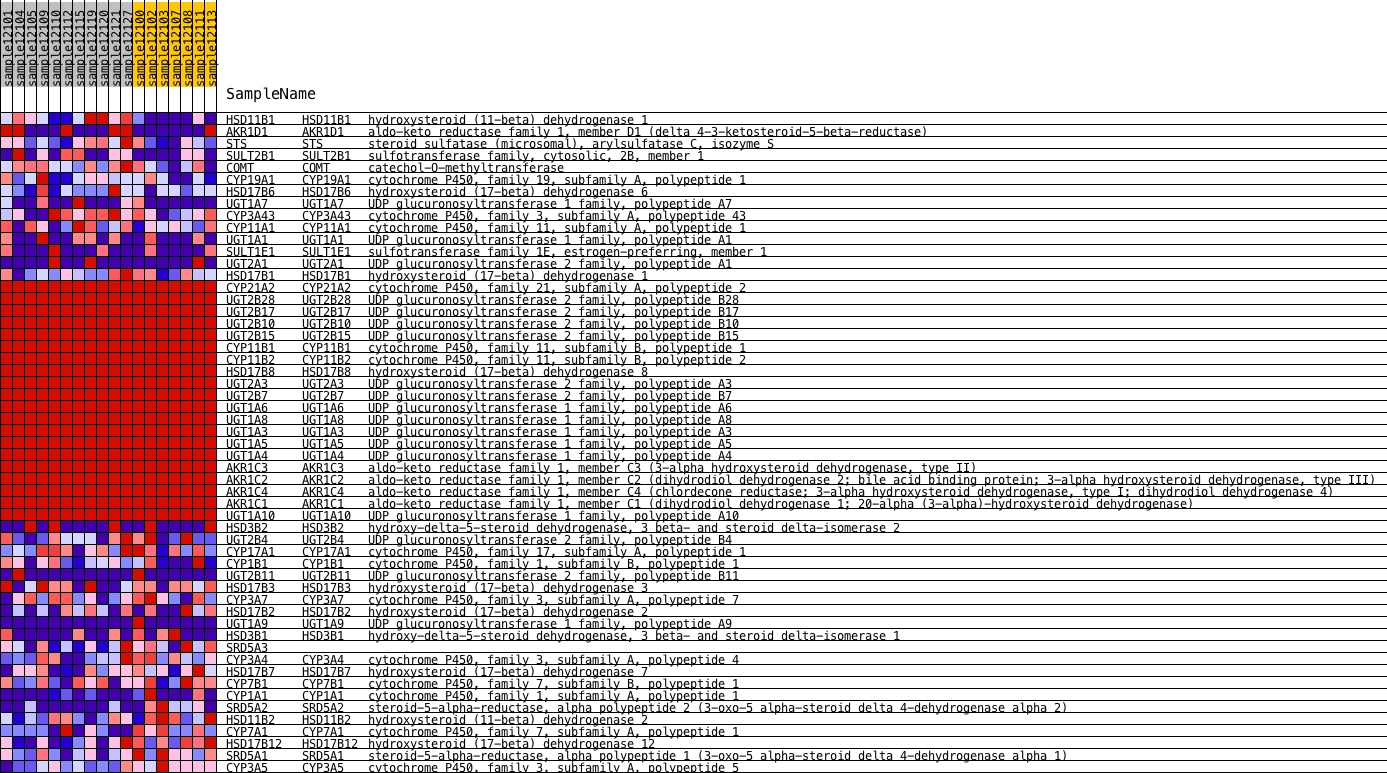 sample12101
sample12104
sample12105
sample12109
sample12110
sample12112
sample12115
sample12119
sample12120
sample12121
sample12127
sample12100
sample12102
sample12103
sample12107
sample12108
sample12111
sample12113
SampleName
HSD11B1 HSD11B1 hydroxysteroid (11-beta) dehydrogenase 1
AKR1D1 AKR1D1 aldo-keto reductase family 1, member D1 (delta 4-3-ketosteroid-5-beta-reductase)
STS STS steroid sulfatase (microsomal), arylsulfatase C, isozyme S
SULT2B1 SULT2B1 sulfotransferase family, cytosolic, 2B, member 1
COMT COMT catechol-O-methyltransferase
CYP19A1 CYP19A1 cytochrome P450, family 19, subfamily A, polypeptide 1
HSD17B6 HSD17B6 hydroxysteroid (17-beta) dehydrogenase 6
UGT1A7 UGT1A7 UDP glucuronosyltransferase 1 family, polypeptide A7
CYP3A43 CYP3A43 cytochrome P450, family 3, subfamily A, polypeptide 43
CYP11A1 CYP11A1 cytochrome P450, family 11, subfamily A, polypeptide 1
UGT1A1 UGT1A1 UDP glucuronosyltransferase 1 family, polypeptide A1
SULT1E1 SULT1E1 sulfotransferase family 1E, estrogen-preferring, member 1
UGT2A1 UGT2A1 UDP glucuronosyltransferase 2 family, polypeptide A1
HSD17B1 HSD17B1 hydroxysteroid (17-beta) dehydrogenase 1
CYP21A2 CYP21A2 cytochrome P450, family 21, subfamily A, polypeptide 2
UGT2B28 UGT2B28 UDP glucuronosyltransferase 2 family, polypeptide B28
UGT2B17 UGT2B17 UDP glucuronosyltransferase 2 family, polypeptide B17
UGT2B10 UGT2B10 UDP glucuronosyltransferase 2 family, polypeptide B10
UGT2B15 UGT2B15 UDP glucuronosyltransferase 2 family, polypeptide B15
CYP11B1 CYP11B1 cytochrome P450, family 11, subfamily B, polypeptide 1
CYP11B2 CYP11B2 cytochrome P450, family 11, subfamily B, polypeptide 2
HSD17B8 HSD17B8 hydroxysteroid (17-beta) dehydrogenase 8
UGT2A3 UGT2A3 UDP glucuronosyltransferase 2 family, polypeptide A3
UGT2B7 UGT2B7 UDP glucuronosyltransferase 2 family, polypeptide B7
UGT1A6 UGT1A6 UDP glucuronosyltransferase 1 family, polypeptide A6
UGT1A8 UGT1A8 UDP glucuronosyltransferase 1 family, polypeptide A8
UGT1A3 UGT1A3 UDP glucuronosyltransferase 1 family, polypeptide A3
UGT1A5 UGT1A5 UDP glucuronosyltransferase 1 family, polypeptide A5
UGT1A4 UGT1A4 UDP glucuronosyltransferase 1 family, polypeptide A4
AKR1C3 AKR1C3 aldo-keto reductase family 1, member C3 (3-alpha hydroxysteroid dehydrogenase, type II)
AKR1C2 AKR1C2 aldo-keto reductase family 1, member C2 (dihydrodiol dehydrogenase 2; bile acid binding protein; 3-alpha hydroxysteroid dehydrogenase, type III)
AKR1C4 AKR1C4 aldo-keto reductase family 1, member C4 (chlordecone reductase; 3-alpha hydroxysteroid dehydrogenase, type I; dihydrodiol dehydrogenase 4)
AKR1C1 AKR1C1 aldo-keto reductase family 1, member C1 (dihydrodiol dehydrogenase 1; 20-alpha (3-alpha)-hydroxysteroid dehydrogenase)
UGT1A10 UGT1A10 UDP glucuronosyltransferase 1 family, polypeptide A10
HSD3B2 HSD3B2 hydroxy-delta-5-steroid dehydrogenase, 3 beta- and steroid delta-isomerase 2
UGT2B4 UGT2B4 UDP glucuronosyltransferase 2 family, polypeptide B4
CYP17A1 CYP17A1 cytochrome P450, family 17, subfamily A, polypeptide 1
CYP1B1 CYP1B1 cytochrome P450, family 1, subfamily B, polypeptide 1
UGT2B11 UGT2B11 UDP glucuronosyltransferase 2 family, polypeptide B11
HSD17B3 HSD17B3 hydroxysteroid (17-beta) dehydrogenase 3
CYP3A7 CYP3A7 cytochrome P450, family 3, subfamily A, polypeptide 7
HSD17B2 HSD17B2 hydroxysteroid (17-beta) dehydrogenase 2
UGT1A9 UGT1A9 UDP glucuronosyltransferase 1 family, polypeptide A9
HSD3B1 HSD3B1 hydroxy-delta-5-steroid dehydrogenase, 3 beta- and steroid delta-isomerase 1
SRD5A3
CYP3A4 CYP3A4 cytochrome P450, family 3, subfamily A, polypeptide 4
HSD17B7 HSD17B7 hydroxysteroid (17-beta) dehydrogenase 7
CYP7B1 CYP7B1 cytochrome P450, family 7, subfamily B, polypeptide 1
CYP1A1 CYP1A1 cytochrome P450, family 1, subfamily A, polypeptide 1
SRD5A2 SRD5A2 steroid-5-alpha-reductase, alpha polypeptide 2 (3-oxo-5 alpha-steroid delta 4-dehydrogenase alpha 2)
HSD11B2 HSD11B2 hydroxysteroid (11-beta) dehydrogenase 2
CYP7A1 CYP7A1 cytochrome P450, family 7, subfamily A, polypeptide 1
HSD17B12 HSD17B12 hydroxysteroid (17-beta) dehydrogenase 12
SRD5A1 SRD5A1 steroid-5-alpha-reductase, alpha polypeptide 1 (3-oxo-5 alpha-steroid delta 4-dehydrogenase alpha 1)
CYP3A5 CYP3A5 cytochrome P450, family 3, subfamily A, polypeptide 5